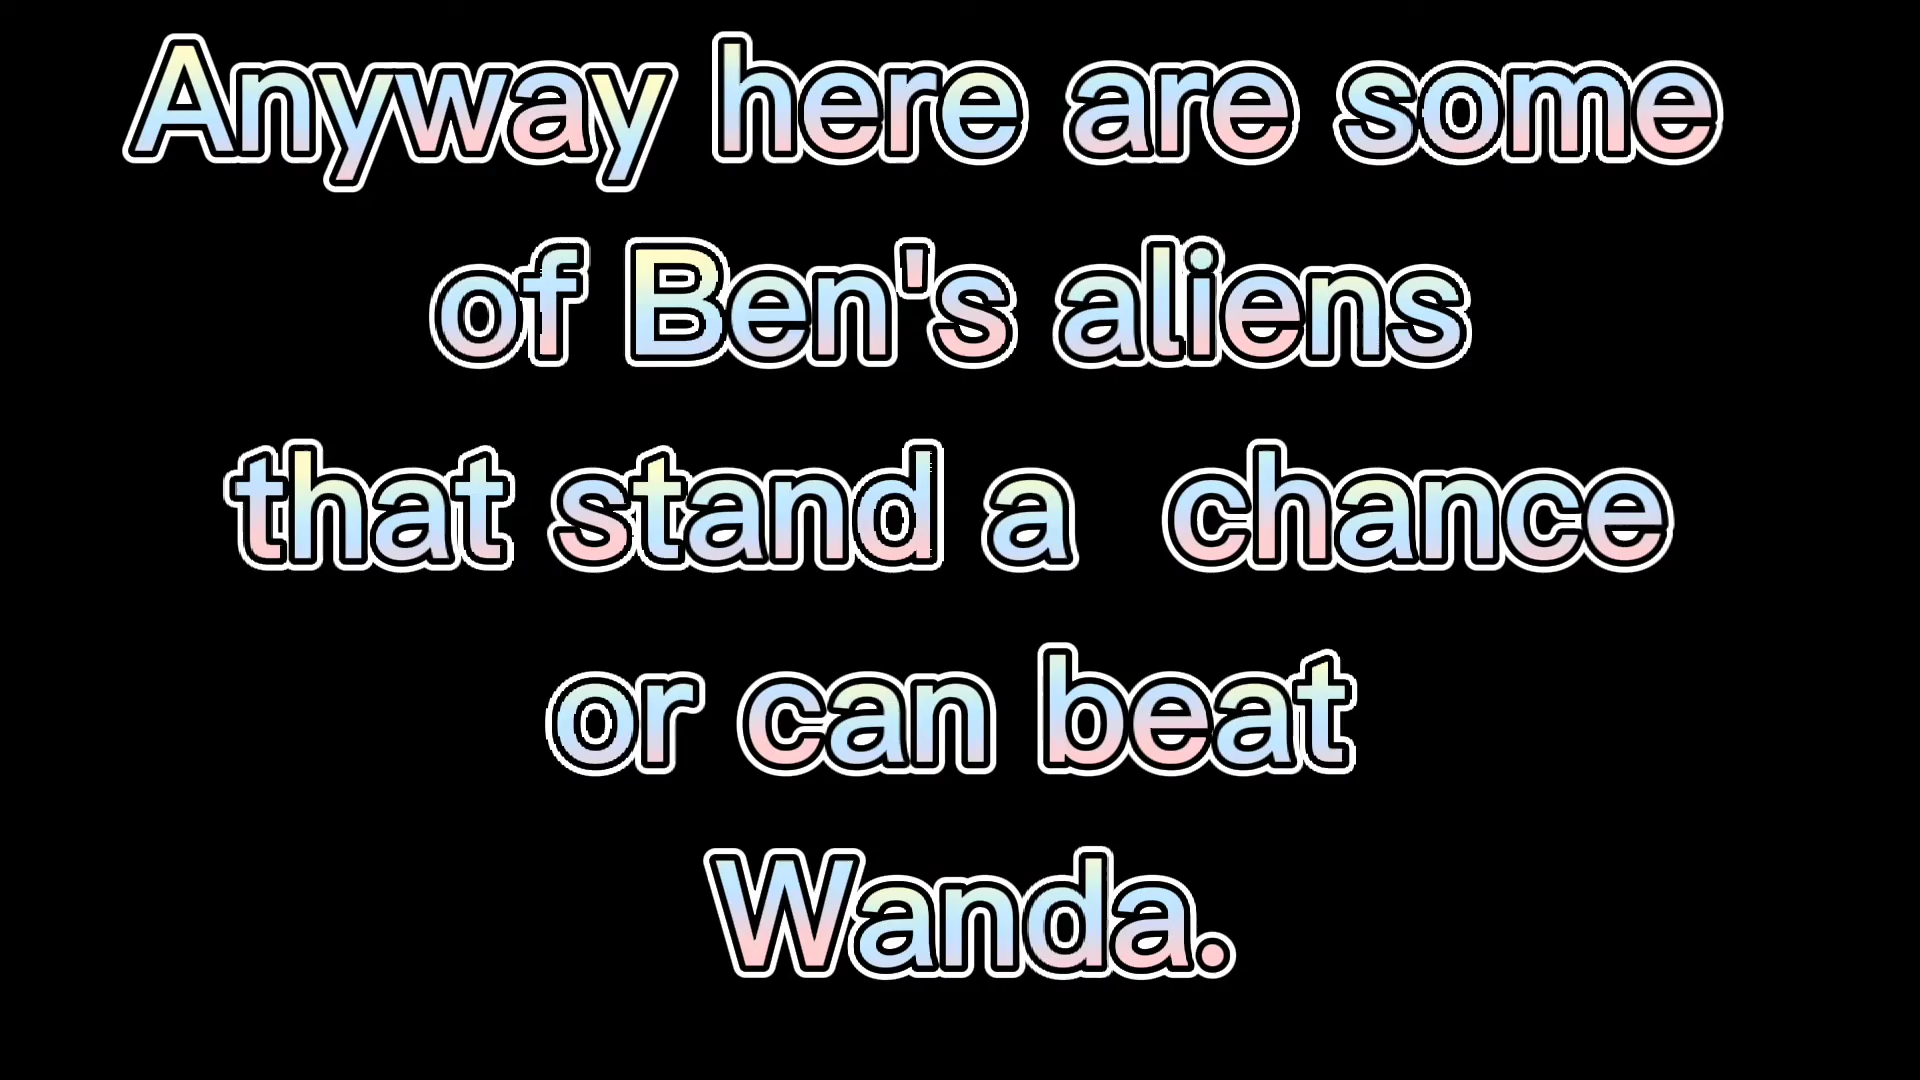 Anyway here are some
of Ben's aliens
that stand a  chance
or can beat
Wanda.